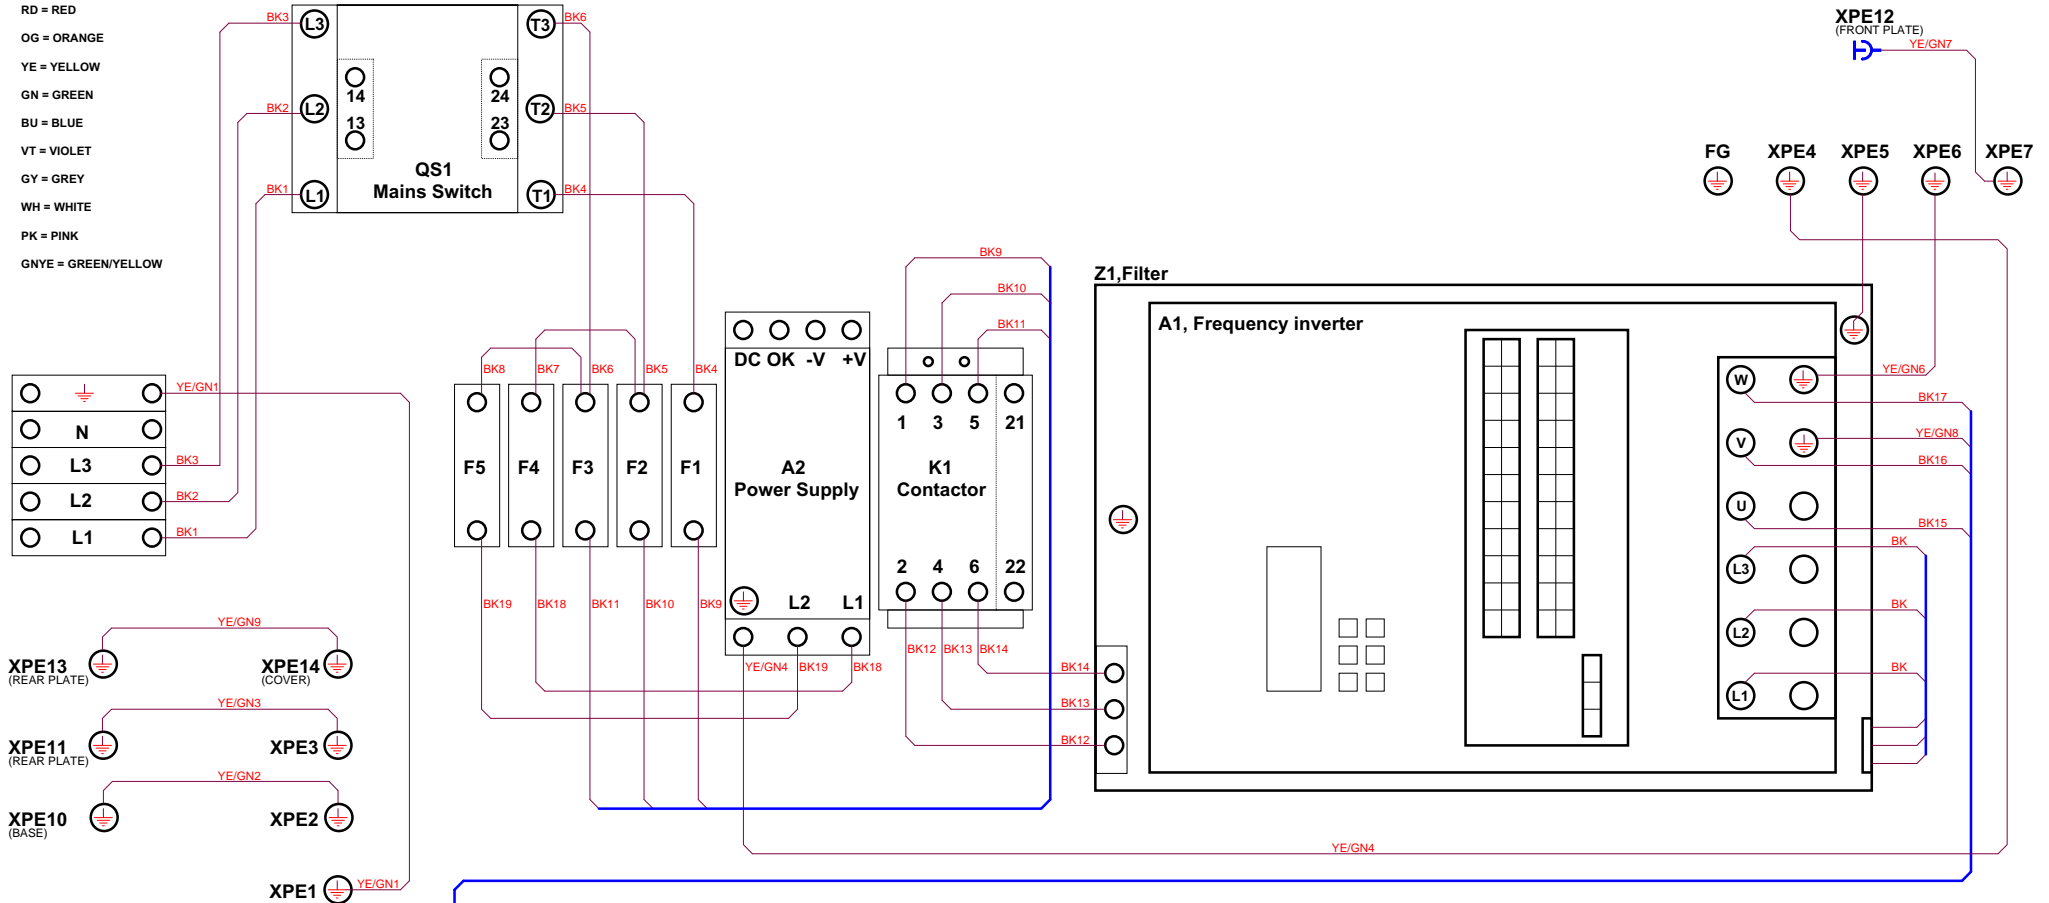 RD = RED
OG = ORANGE
YE = YELLOW
GN = GREEN
BU = BLUE
VT = VIOLET
GY = GREY
WH = WHITE
PK = PINK
GNYE = GREEN/YELLOW
BK3
L3
T3
BK6
14
24
BK2
L2
T2
BK5
13
23
QS1
Mains Switch
BK1
L1
T1
BK4
XPE12
(FRONT PLATE)
YE/GN7
FG
XPE4
XPE5
XPE6
XPE7
BK9
BK10
BK11
Z1,Filter
A1, Frequency inverter
DC OK
-V
+V
BK8
BK7
BK6
BK5
BK4
YE/GN1
N
L3
BK3
L2
BK2
L1
BK1
F5
F4
F3
F2
F1
A2
Power Supply
1
3
5
21
K1
Contactor
2
4
6
22
L2
L1
BK19
BK18
BK11
BK10
BK9
YE/GN4
BK19
BK18
BK12
BK13
BK14
BK14
BK13
BK12
W
YE/GN6
BK17
V
YE/GN8
BK16
U
BK15
BK
L3
BK
L2
BK
L1
YE/GN9
XPE13
(REAR PLATE)
XPE14
(COVER)
YE/GN3
XPE11
(REAR PLATE)
XPE3
YE/GN2
XPE10
(BASE)
XPE2
YE/GN4
XPE1
YE/GN1